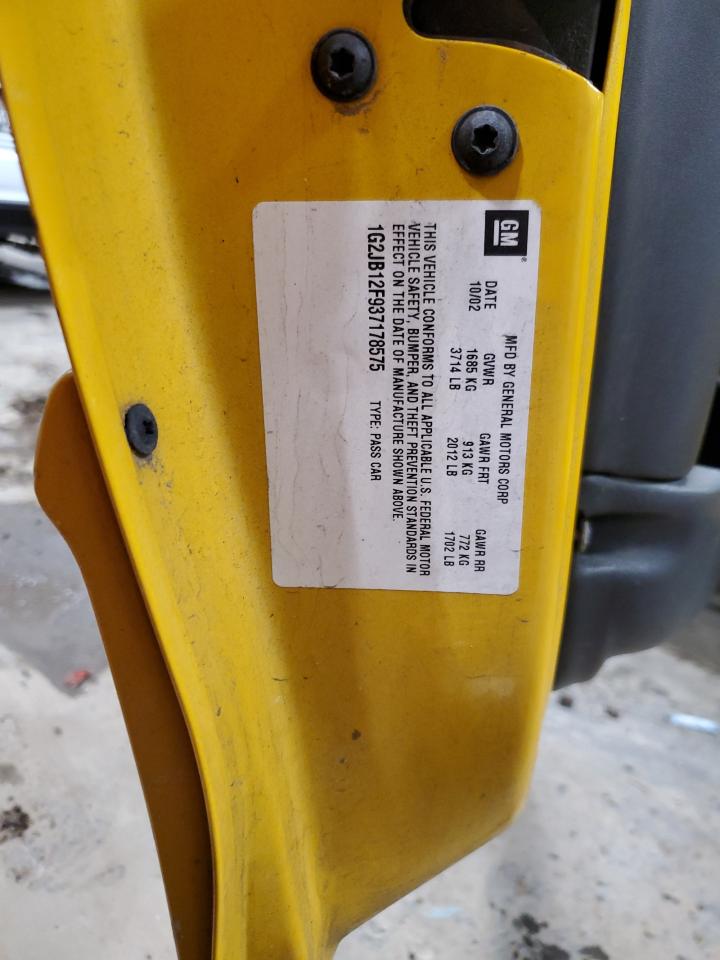 GM
MFD BY GENERAL MOTORS CORP
DATE GVWR GAWR FRT GAWR RR
10/02 1685 KG 913 KG 772 KG
3714 LB 2012 LB 1702 LB
THIS VEHICLE CONFORMS TO ALL APPLICABLE U.S. FEDERAL MOTOR
VEHICLE SAFETY, BUMPER, AND THEFT PREVENTION STANDARDS IN
EFFECT ON THE DATE OF MANUFACTURE SHOWN ABOVE.
1G2JB12F937178575 TYPE: PASS CAR